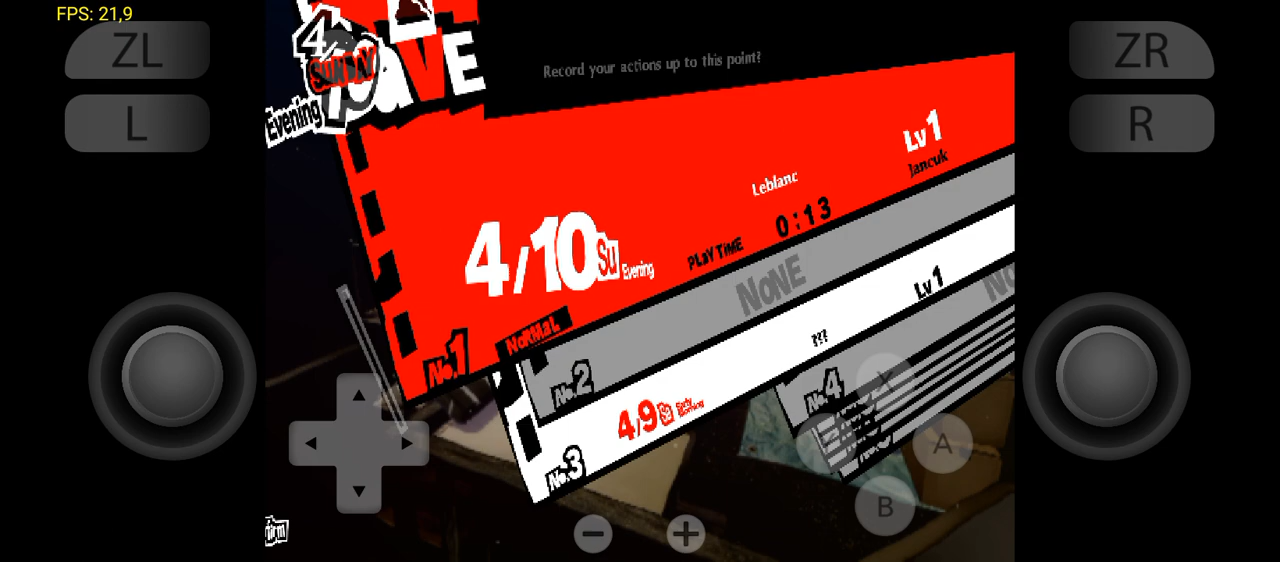 FPS: 21,9
ZL
ZR
L
R
4/
SUNDAY
Evening
SaVE
Record your actions up to this point?
Lv 1
Jancuk
Leblanc
4/10 Su Evening
PLaY TiME 0:13
No.1
NoRMaL
No.2
NoNE
No.3
4/9
???
Lv 1
No.4
NO
X
A
B